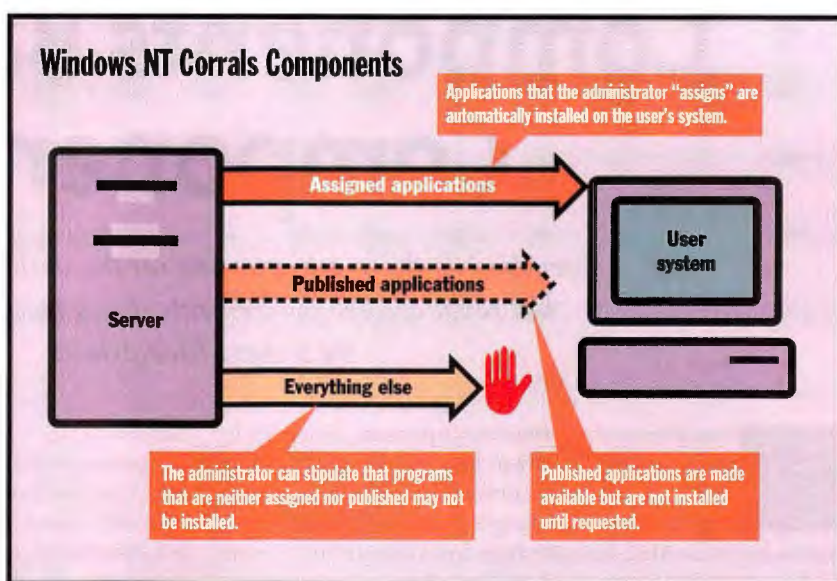 Windows NT Corrals Components
Applications that the administrator “assigns” are
automatically installed on the user's system.
Assigned applications
User
system
Published applications
Server
Everything else
The administrator can stipulate that programs
that are neither assigned nor published may not
be installed.
Published applications are made
available but are not installed
until requested.